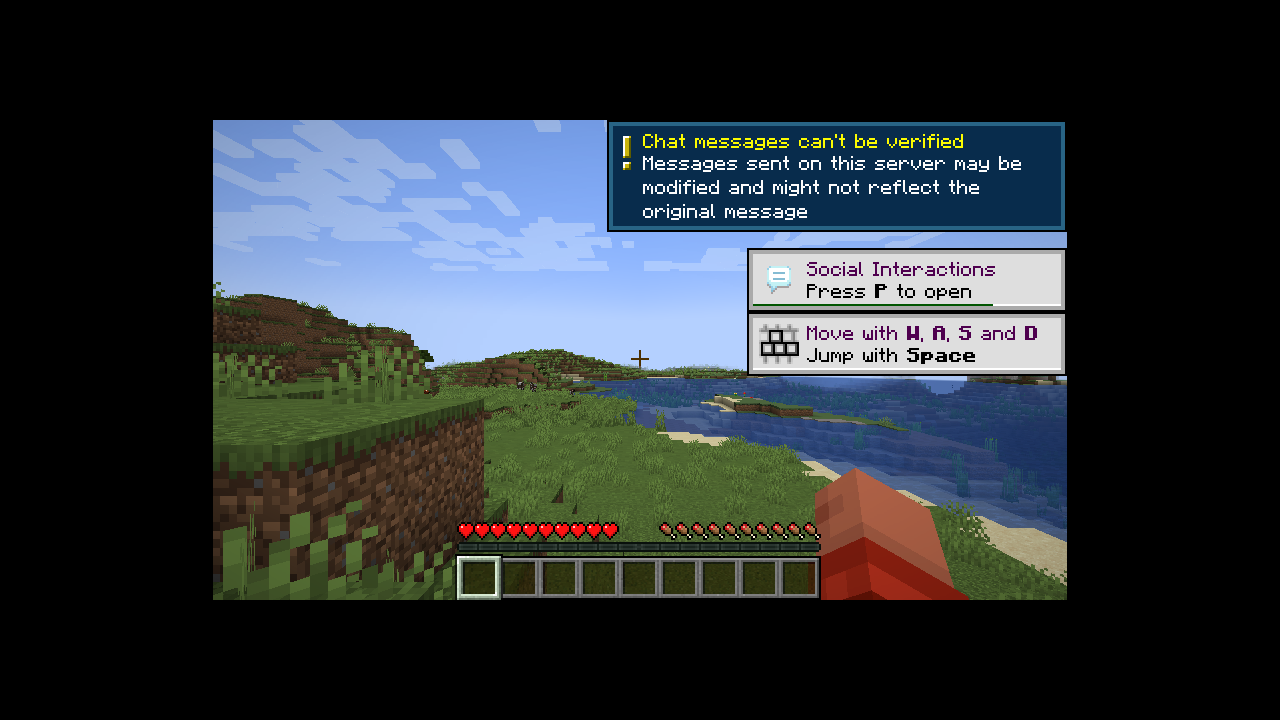 Chat messages can't be verified
Messages sent on this server may be
modified and might not reflect the
original message
Social Interactions
Press P to open
Move with W, A, S and D
Jump with Space